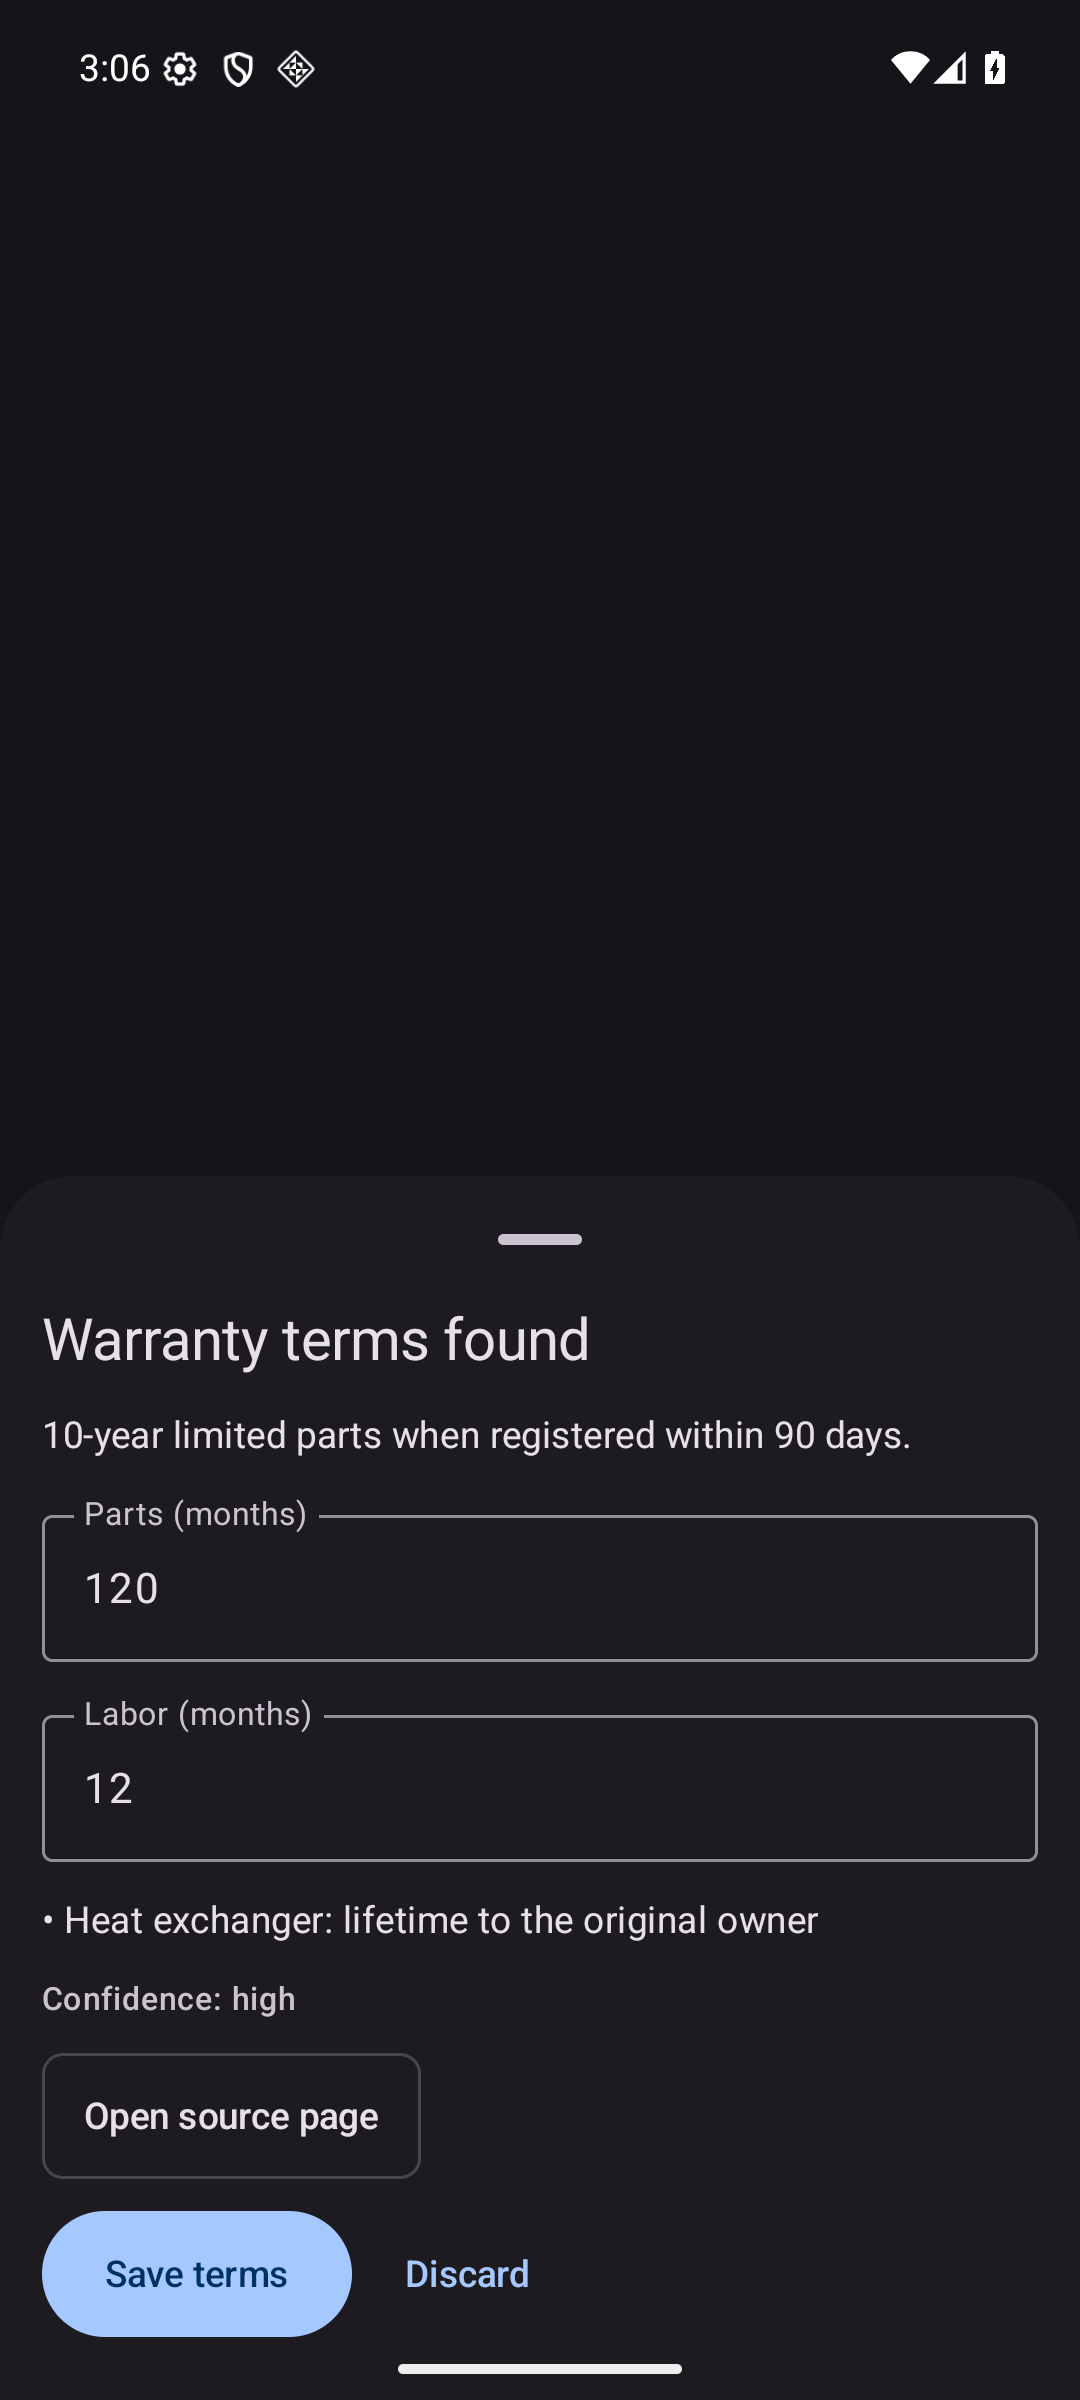 3:06
Warranty terms found
10-year limited parts when registered within 90 days.
Parts (months)
120
Labor (months)
12
• Heat exchanger: lifetime to the original owner
Confidence: high
Open source page
Save terms
Discard